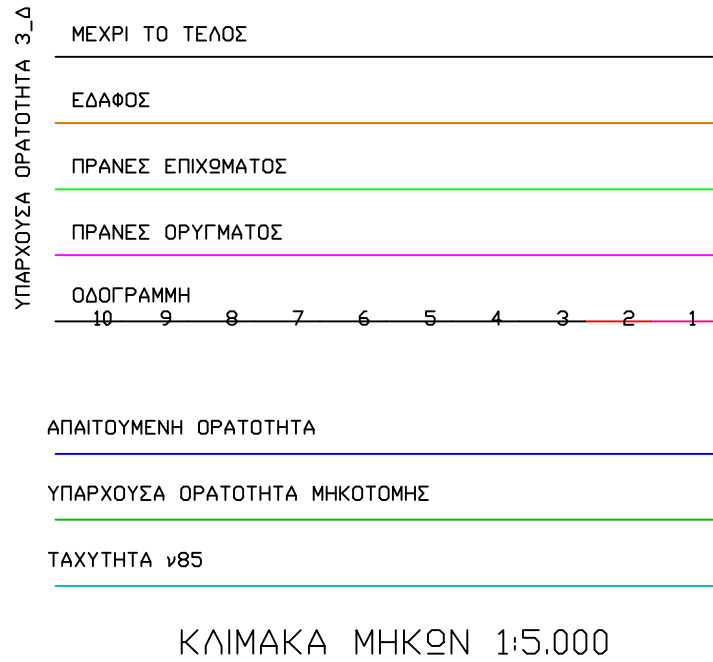 ΥΠΑΡΧΟΥΣΑ ΟΡΑΤΟΤΗΤΑ 3_Δ
ΜΕΧΡΙ ΤΟ ΤΕΛΟΣ
ΕΔΑΦΟΣ
ΠΡΑΝΕΣ ΕΠΙΧΩΜΑΤΟΣ
ΠΡΑΝΕΣ ΟΡΥΓΜΑΤΟΣ
ΟΔΟΓΡΑΜΜΗ
10 9 8 7 6 5 4 3 2 1
ΑΠΑΙΤΟΥΜΕΝΗ ΟΡΑΤΟΤΗΤΑ
ΥΠΑΡΧΟΥΣΑ ΟΡΑΤΟΤΗΤΑ ΜΗΚΟΤΟΜΗΣ
ΤΑΧΥΤΗΤΑ ν85
ΚΛΙΜΑΚΑ ΜΗΚΩΝ 1:5.000